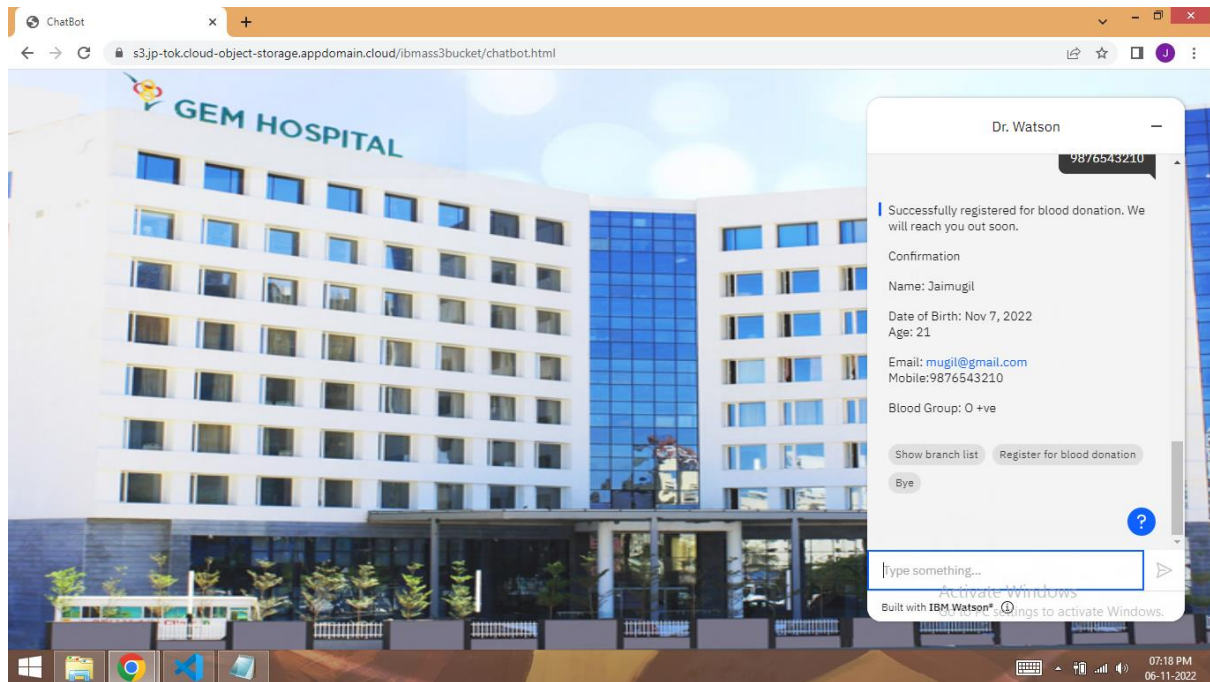 ChatBot
s3.jp-tok.cloud-object-storage.appdomain.cloud/ibmass3bucket/chatbot.html
J
GEM HOSPITAL
Dr. Watson
9876543210
Successfully registered for blood donation. We
will reach you out soon.
Confirmation
Name: Jaimugil
Date of Birth: Nov 7, 2022
Age: 21
Email: mugil@gmail.com
Mobile:9876543210
Blood Group: O +ve
Show branch list
Register for blood donation
Bye
?
Type something...
Activate Windows
Go to PC settings to activate Windows.
Built with IBM Watson®
07:18 PM
06-11-2022